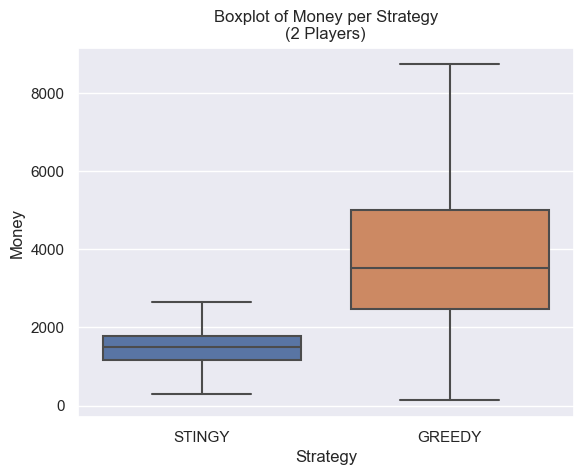 Boxplot of Money per Strategy
(2 Players)
8000
6000
4000
2000
0
Money
STINGY
GREEDY
Strategy